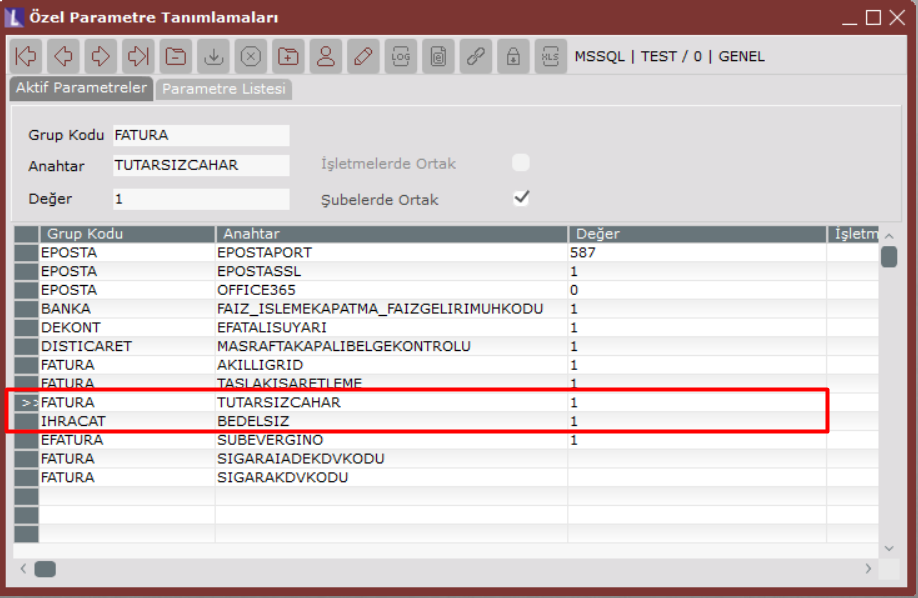 Özel Parametre Tanımlamaları
LOG XLS MSSQL | TEST / 0 | GENEL
Aktif Parametreler Parametre Listesi
Grup Kodu FATURA
Anahtar TUTARSIZCAHAR İşletmelerde Ortak
Değer 1 Şubelerde Ortak
Grup Kodu Anahtar Değer İşletm
EPOSTA EPOSTAPORT 587
EPOSTA EPOSTASSL 1
EPOSTA OFFICE365 0
BANKA FAIZ_ISLEMEKAPATMA_FAIZGELIRIMUHKODU 1
DEKONT EFATALISUYARI 1
DISTICARET MASRAFTAKAPALIBELGEKONTROLU 1
FATURA AKILLIGRID 1
FATURA TASLAKISARETLEME 1
>> FATURA TUTARSIZCAHAR 1
IHRACAT BEDELSIZ 1
EFATURA SUBEVERGINO 1
FATURA SIGARAIADEKDVKODU
FATURA SIGARAKDVKODU